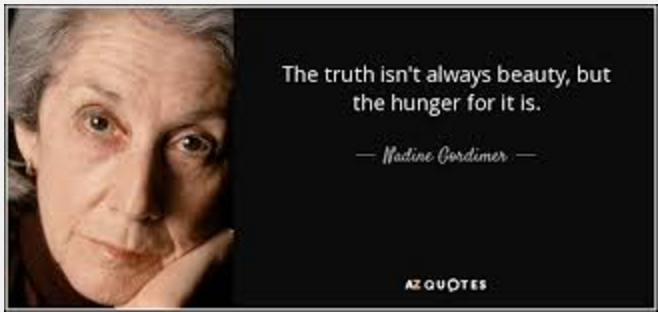 The truth isn't always beauty, but
the hunger for it is.
— Nadine Gordimer —
AZ QUOTES